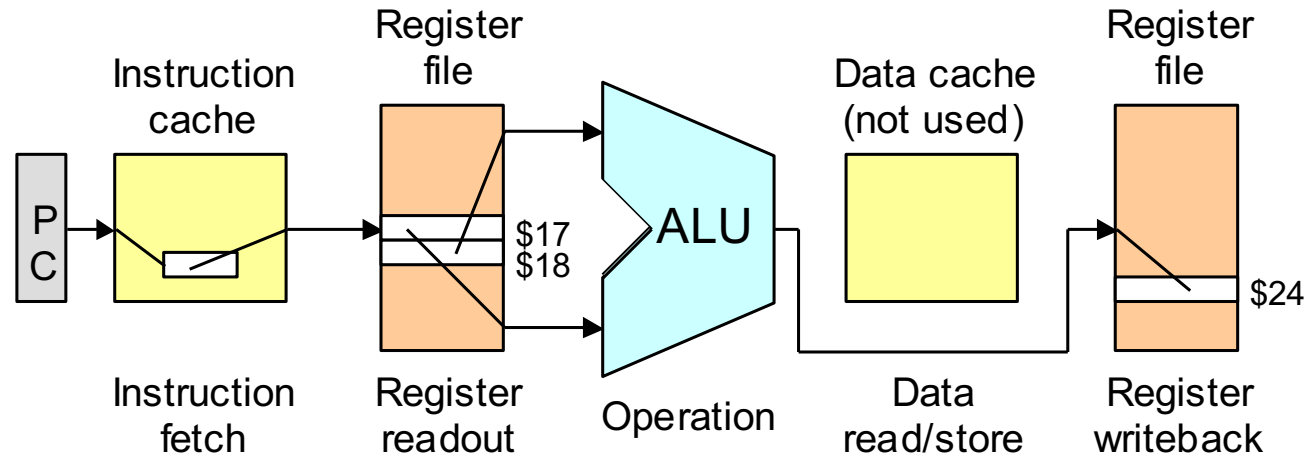 Register
file
Instruction
cache
Data cache
(not used)
Register
file
P
C
$17
$18
ALU
$24
Instruction
fetch
Register
readout
Operation
Data
read/store
Register
writeback